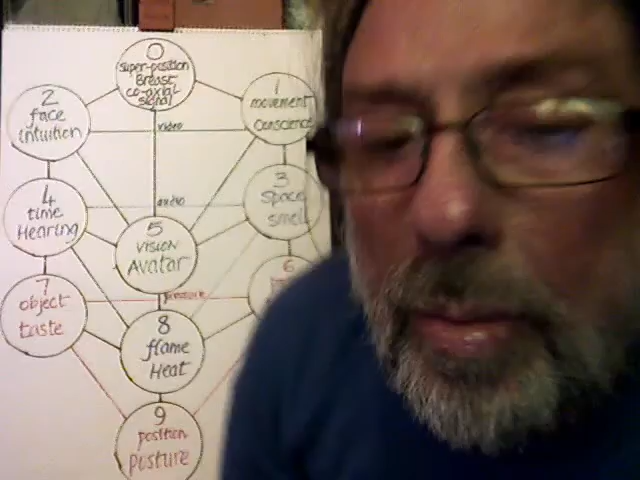 0
super-position
Breast
co-axial
signal
1
movement
Conscience
2
face
intuition
video
3
Space
smell
4
time
Hearing
audio
5
VISION
Avatar
6
7
object
taste
8
flame
Heat
9
position
posture